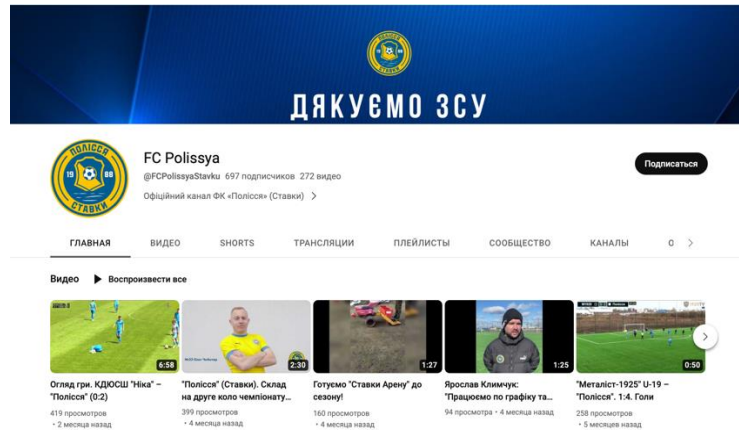 ДЯКУЄМО ЗСУ
ПОЛІССЯ
19 88
СТАВКИ
FC Polissya
@FCPolissyaStavku 697 подписчиков 272 видео
Офіційний канал ФК «Полісся» (Ставки)
Подписаться
ГЛАВНАЯ ВИДЕО SHORTS ТРАНСЛЯЦИИ ПЛЕЙЛИСТЫ СООБЩЕСТВО КАНАЛЫ О
Видео Воспроизвести все
6:58 2:30 1:27 1:25 0:50
Огляд гри. КДЮСШ "Ніка" – "Полісся" (Ставки). Склад Готуємо "Ставки Арену" до Ярослав Климчук: "Металіст-1925" U-19 –
"Полісся" (0:2) на друге коло чемпіонату... сезону! "Працюємо по графіку та... "Полісся". 1:4. Голи
419 просмотров 399 просмотров 160 просмотров 94 просмотра • 4 месяца назад 258 просмотров
• 2 месяца назад • 4 месяца назад • 4 месяца назад • 5 месяцев назад